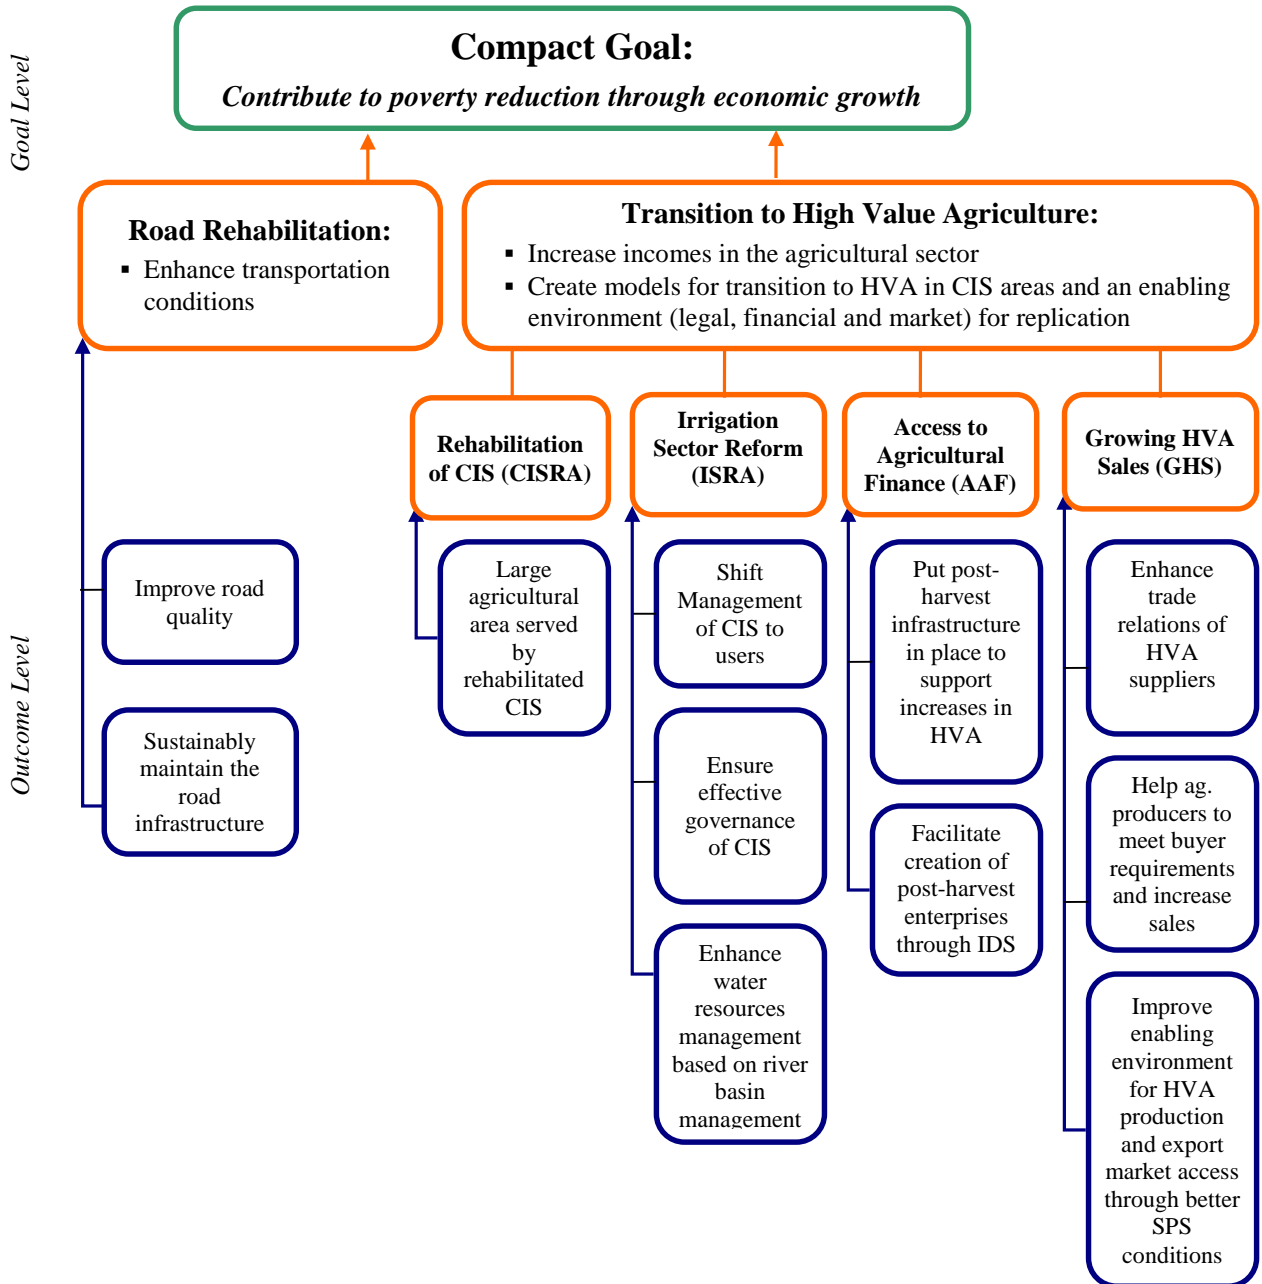 Goal Level
Compact Goal:
Contribute to poverty reduction through economic growth
Road Rehabilitation:
▪ Enhance transportation
conditions
Transition to High Value Agriculture:
▪ Increase incomes in the agricultural sector
▪ Create models for transition to HVA in CIS areas and an enabling
environment (legal, financial and market) for replication
Rehabilitation
of CIS (CISRA)
Irrigation
Sector Reform
(ISRA)
Access to
Agricultural
Finance (AAF)
Growing HVA
Sales (GHS)
Outcome Level
Improve road
quality
Sustainably
maintain the
road
infrastructure
Large
agricultural
area served
by
rehabilitated
CIS
Shift
Management
of CIS to
users
Ensure
effective
governance
of CIS
Enhance
water
resources
management
based on river
basin
management
Put post-
harvest
infrastructure
in place to
support
increases in
HVA
Facilitate
creation of
post-harvest
enterprises
through IDS
Enhance
trade
relations of
HVA
suppliers
Help ag.
producers to
meet buyer
requirements
and increase
sales
Improve
enabling
environment
for HVA
production
and export
market access
through better
SPS
conditions